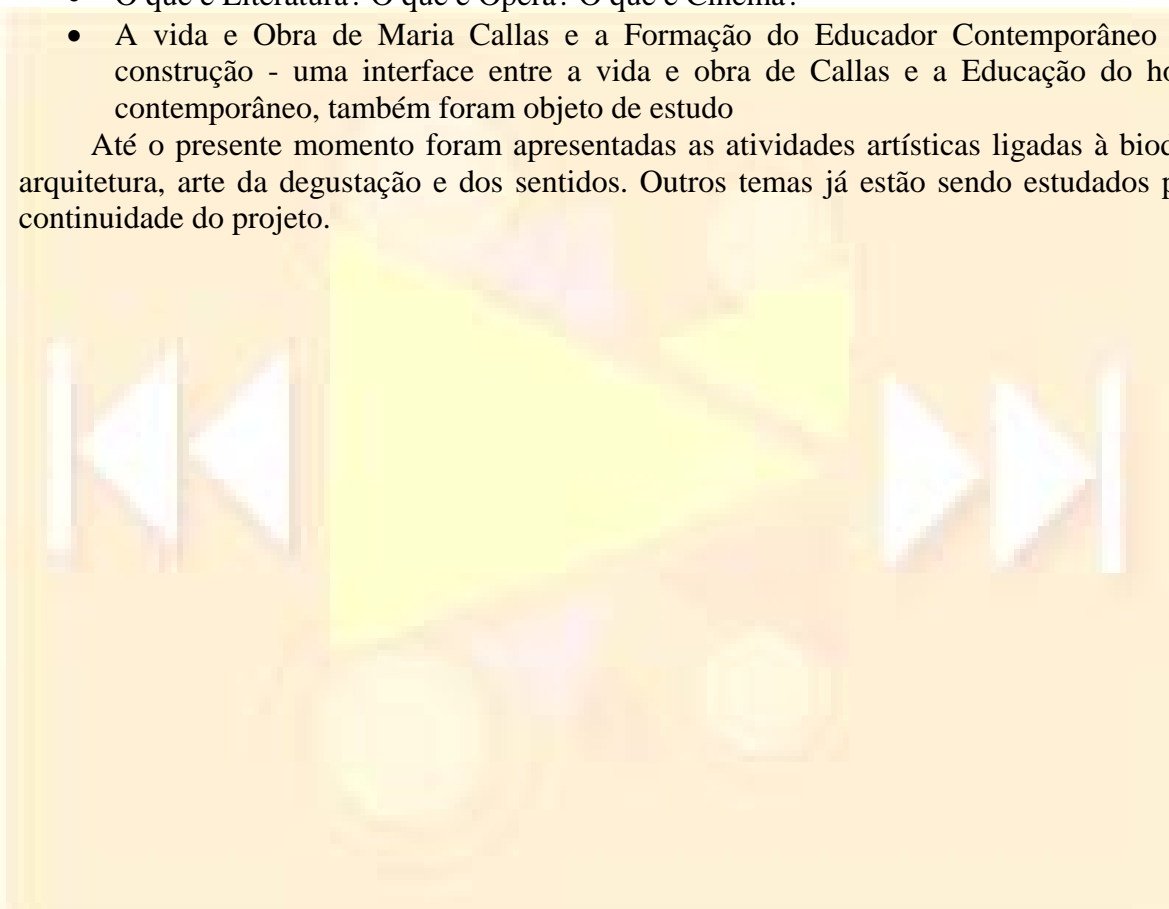 • O que é Literatura? O que é Ópera? O que é Cinema?
• A vida e Obra de Maria Callas e a Formação do Educador Contemporâneo
construção - uma interface entre a vida e obra de Callas e a Educação do
contemporâneo, também foram objeto de estudo
Até o presente momento foram apresentadas as atividades artísticas ligadas à
arquitetura, arte da degustação e dos sentidos. Outros temas já estão sendo estudados
continuidade do projeto.